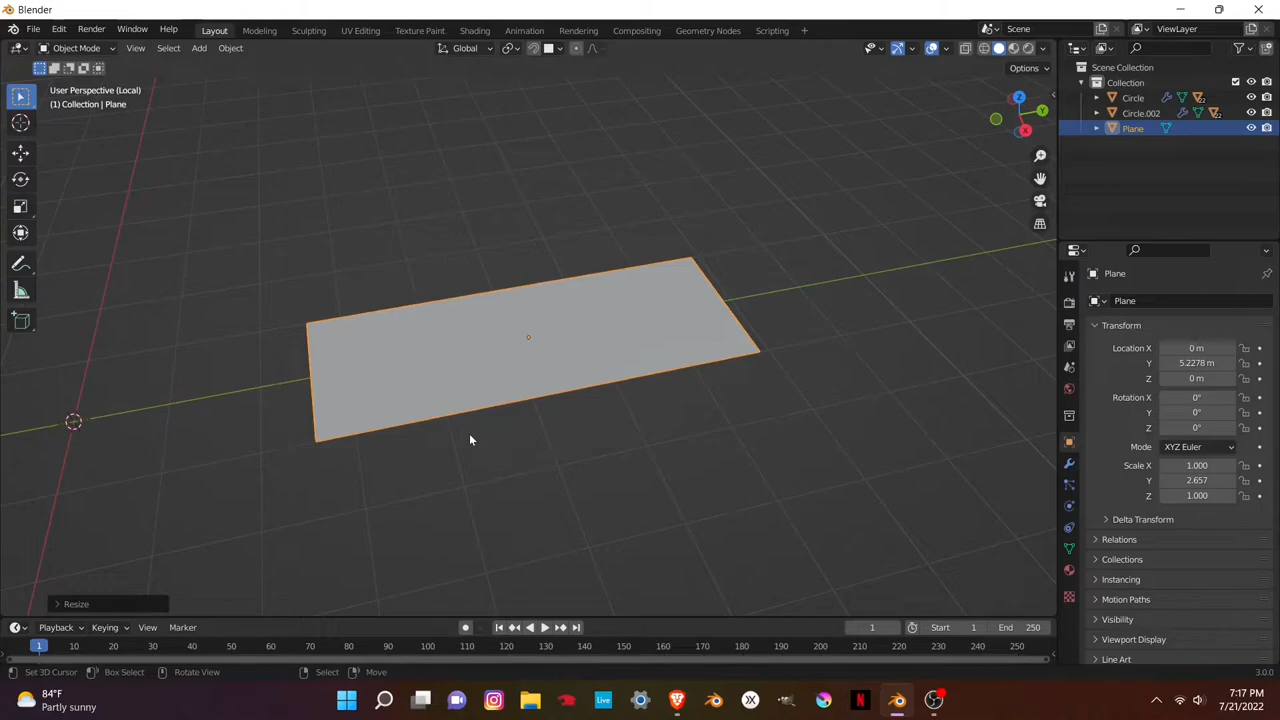 Blender
File Edit Render Window Help Layout Modeling Sculpting UV Editing Texture Paint Shading Animation Rendering Compositing Geometry Nodes Scripting + Scene ViewLayer
Object Mode View Select Add Object Global
Options
User Perspective (Local)
(1) Collection | Plane
Z
Y
X
Scene Collection
Collection
Circle 22
Circle.002 22
Plane
Plane
Plane
Transform
Location X 0 m
Y 5.2278 m
Z 0 m
Rotation X 0°
Y 0°
Z 0°
Mode XYZ Euler
Scale X 1.000
Y 2.657
Z 1.000
Delta Transform
Relations
Collections
Instancing
Motion Paths
Visibility
Viewport Display
Line Art
Resize
Playback Keying View Marker 1 Start 1 End 250
1 10 20 30 40 50 60 70 80 90 100 110 120 130 140 150 160 170 180 190 200 210 220 230 240 250
Set 3D Cursor Box Select Rotate View Select Move 3.0.0
84°F
Partly sunny
Live
N
7:17 PM
7/21/2022